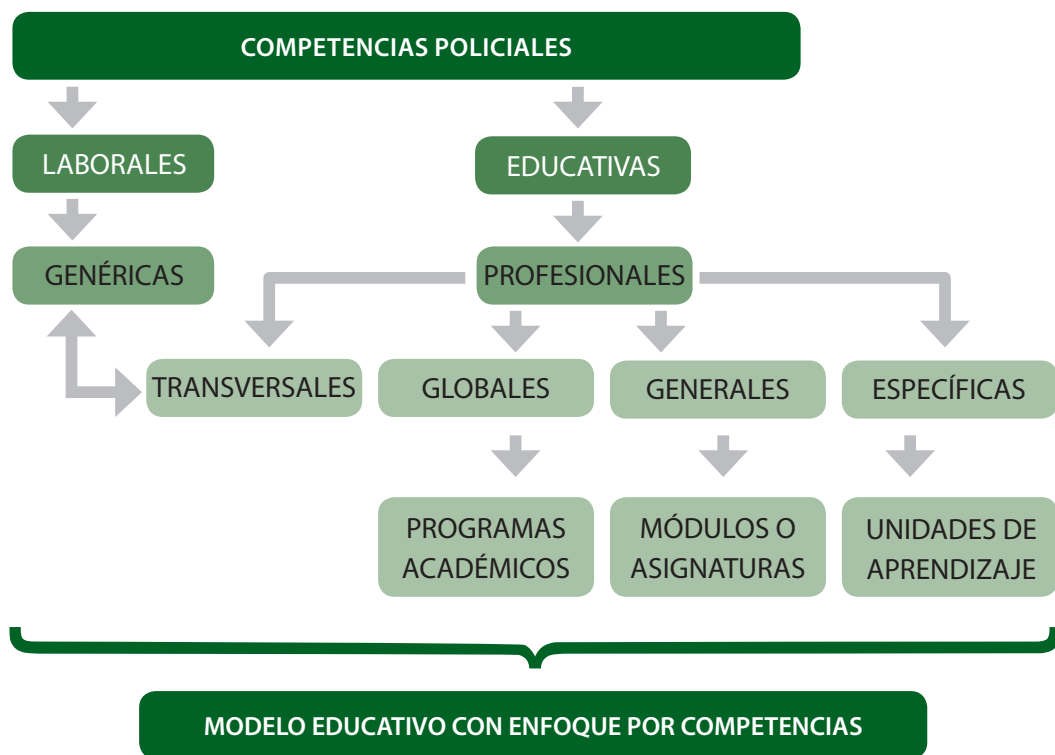 COMPETENCIAS POLICIALES
LABORALES
EDUCATIVAS
GENÉRICAS
PROFESIONALES
TRANSVERSALES
GLOBALES
GENERALES
ESPECÍFICAS
PROGRAMAS
ACADÉMICOS
MÓDULOS O
ASIGNATURAS
UNIDADES DE
APRENDIZAJE
MODELO EDUCATIVO CON ENFOQUE POR COMPETENCIAS